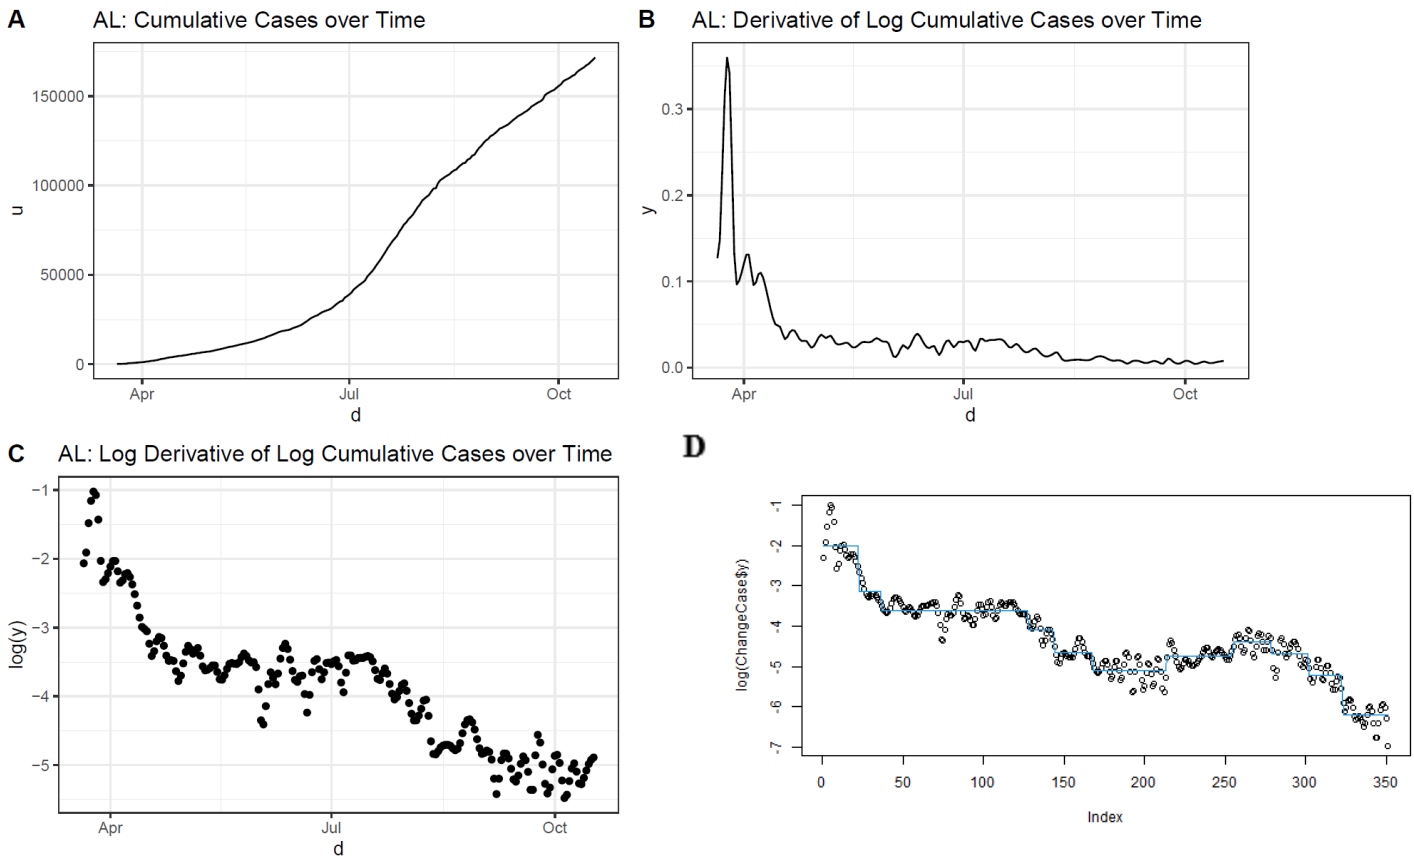 A
AL: Cumulative Cases over Time
150000
100000
50000
0
u
Apr
Jul
Oct
d
B
AL: Derivative of Log Cumulative Cases over Time
0.3
0.2
0.1
0.0
y
Apr
Jul
Oct
d
C
AL: Log Derivative of Log Cumulative Cases over Time
−1
−2
−3
−4
−5
log(y)
Apr
Jul
Oct
d
D
-1
-2
-3
-4
-5
-6
-7
log(ChangeCase$y)
0
50
100
150
200
250
300
350
Index